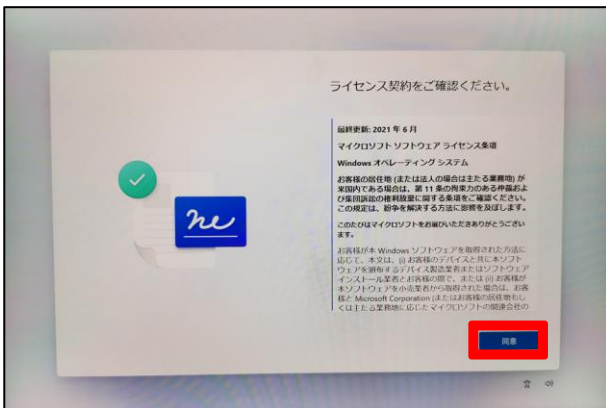 ライセンス契約をご確認ください。
最終更新: 2021 年 6 月
マイクロソフト ソフトウェア ライセンス条項
Windows オペレーティング システム
お客様の居住地 (または法人の場合は主たる業務地) が
米国内である場合は、第 11 条の拘束力のある仲裁およ
び集団訴訟の権利放棄に関する条項をご確認ください。
この規定は、紛争を解決する方法に影響を及ぼします。
このたびはマイクロソフトをお選びいただきありがとうござい
ます。
お客様が本 Windows ソフトウェアを取得された方法に
応じて、本文は、(i) お客様のデバイスと共に本ソフト
ウェアを頒布するデバイス製造業者またはソフトウェア
インストール業者とお客様の間で、または (ii) お客様が
本ソフトウェアを小売業者から取得された場合は、お客
様と Microsoft Corporation (またはお客様の居住地もし
くは主たる業務地に応じたマイクロソフトの関連会社の
同意